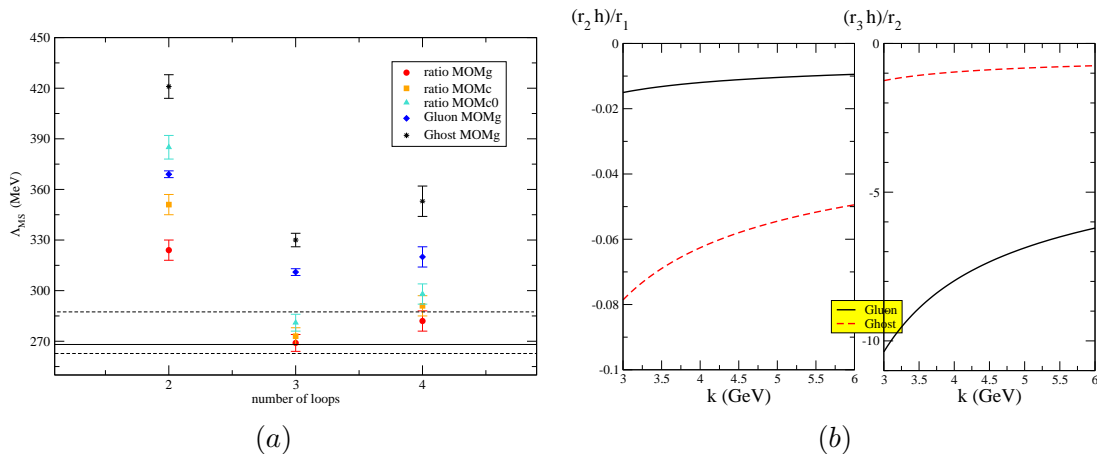 450
420
390
360
330
300
270
Λ_MS (MeV)
2
3
4
number of loops
ratio MOMg
ratio MOMc
ratio MOMc0
Gluon MOMg
Ghost MOMg
(a)
(r₂ h)/r₁
0
-0.02
-0.04
-0.06
-0.08
-0.1
3
3.5
4
4.5
5
5.5
6
k (GeV)
(r₃ h)/r₂
0
-5
-10
3
3.5
4
4.5
5
5.5
6
k (GeV)
Gluon
Ghost
(b)